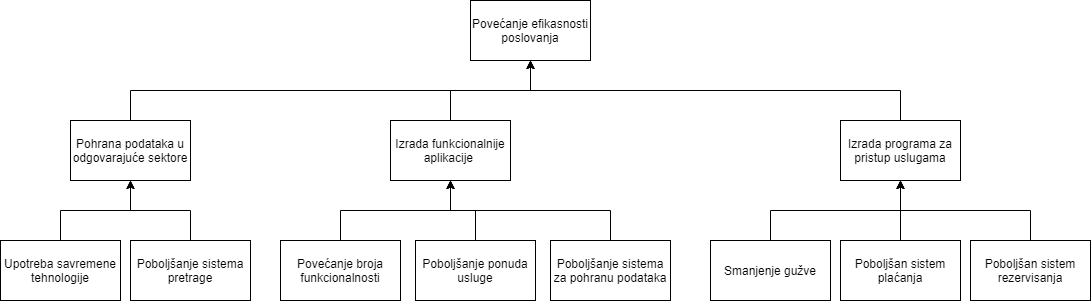 Povećanje efikasnosti
poslovanja
Pohrana podataka u
odgovarajuće sektore
Izrada funkcionalnije
aplikacije
Izrada programa za
pristup uslugama
Upotreba savremene
tehnologije
Poboljšanje sistema
pretrage
Povećanje broja
funkcionalnosti
Poboljšanje ponuda
usluge
Poboljšanje sistema
za pohranu podataka
Smanjenje gužve
Poboljšan sistem
plaćanja
Poboljšan sistem
rezervisanja